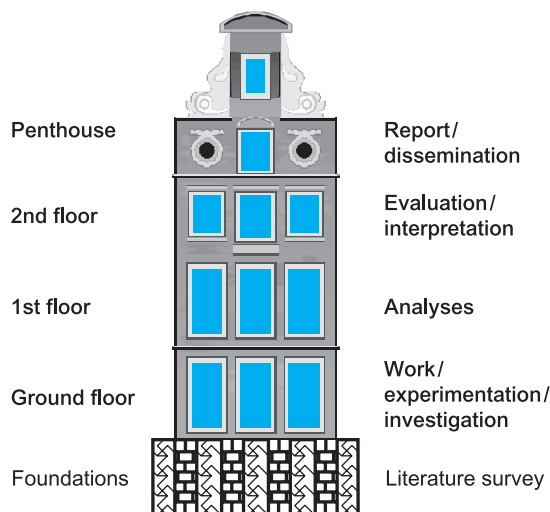 Penthouse
Report/
dissemination
2nd floor
Evaluation/
interpretation
1st floor
Analyses
Ground floor
Work/
experimentation/
investigation
Foundations
Literature survey